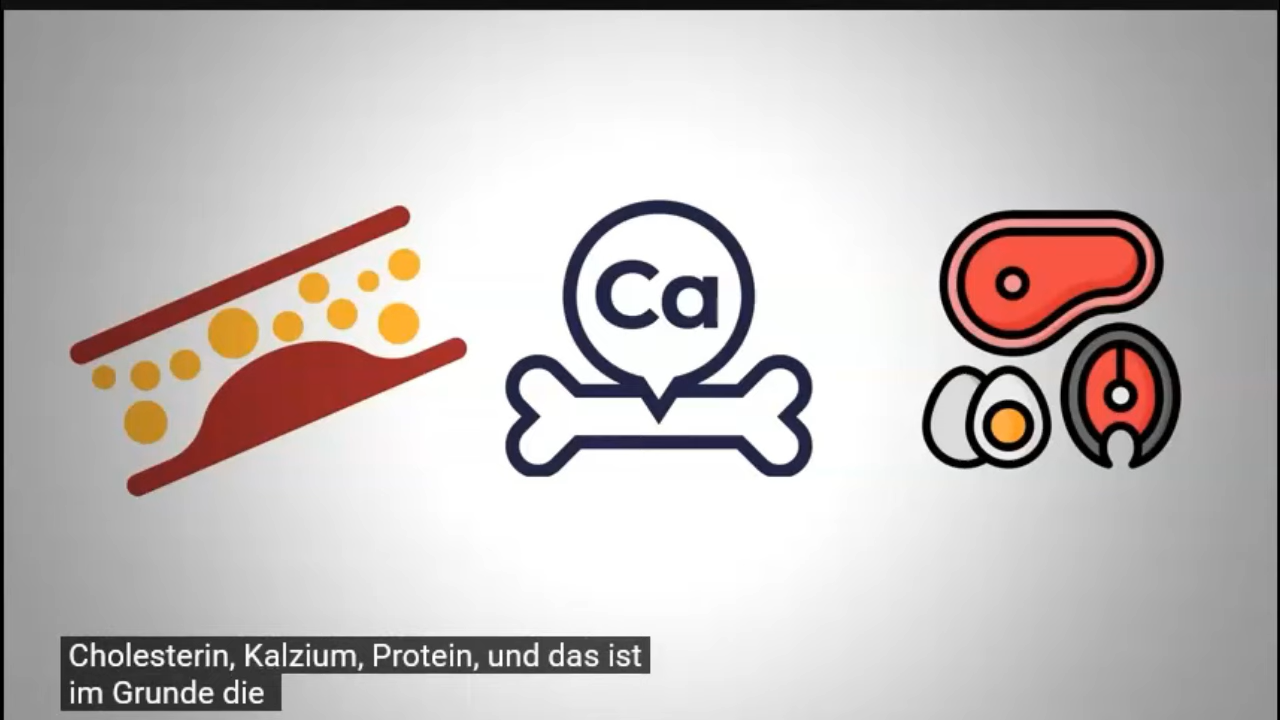 Ca
Cholesterin, Kalzium, Protein, und das ist
im Grunde die